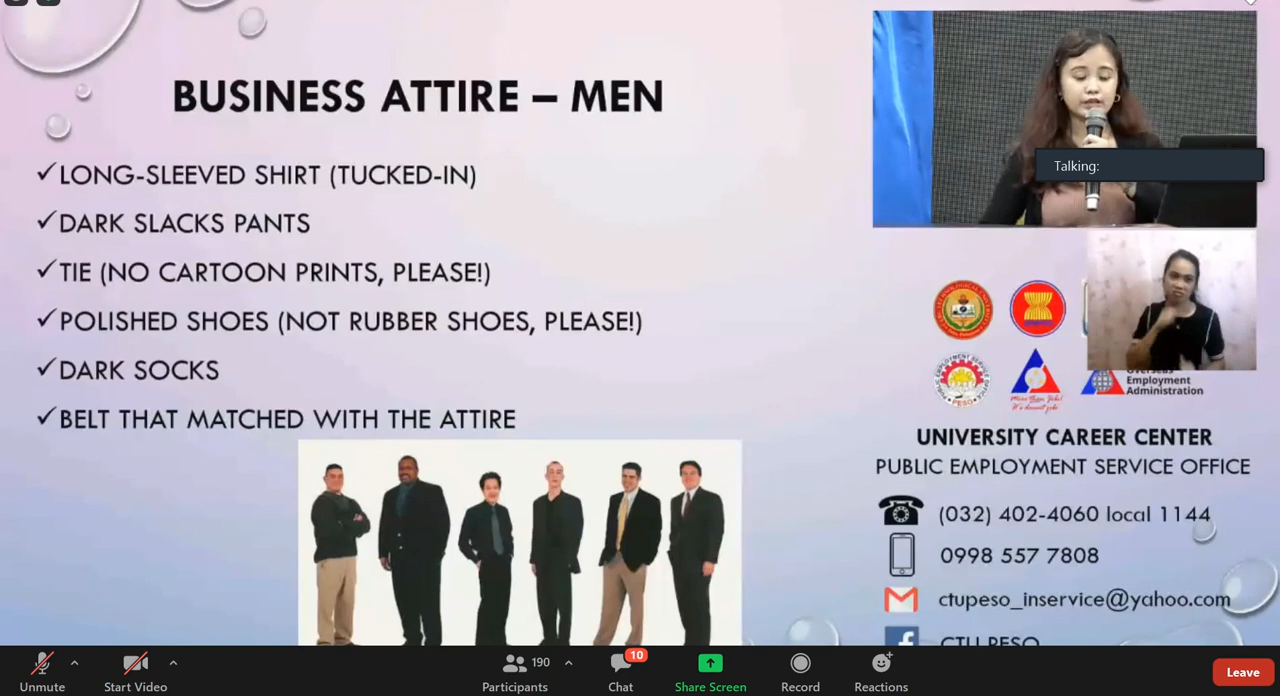 BUSINESS ATTIRE – MEN
✓LONG-SLEEVED SHIRT (TUCKED-IN)
✓DARK SLACKS PANTS
✓TIE (NO CARTOON PRINTS, PLEASE!)
✓POLISHED SHOES (NOT RUBBER SHOES, PLEASE!)
✓DARK SOCKS
✓BELT THAT MATCHED WITH THE ATTIRE
Talking:
PESO
Overseas
Employment
Administration
UNIVERSITY CAREER CENTER
PUBLIC EMPLOYMENT SERVICE OFFICE
(032) 402-4060 local 1144
0998 557 7808
ctupeso_inservice@yahoo.com
CTU PESO
190
10
Unmute
Start Video
Participants
Chat
Share Screen
Record
Reactions
Leave